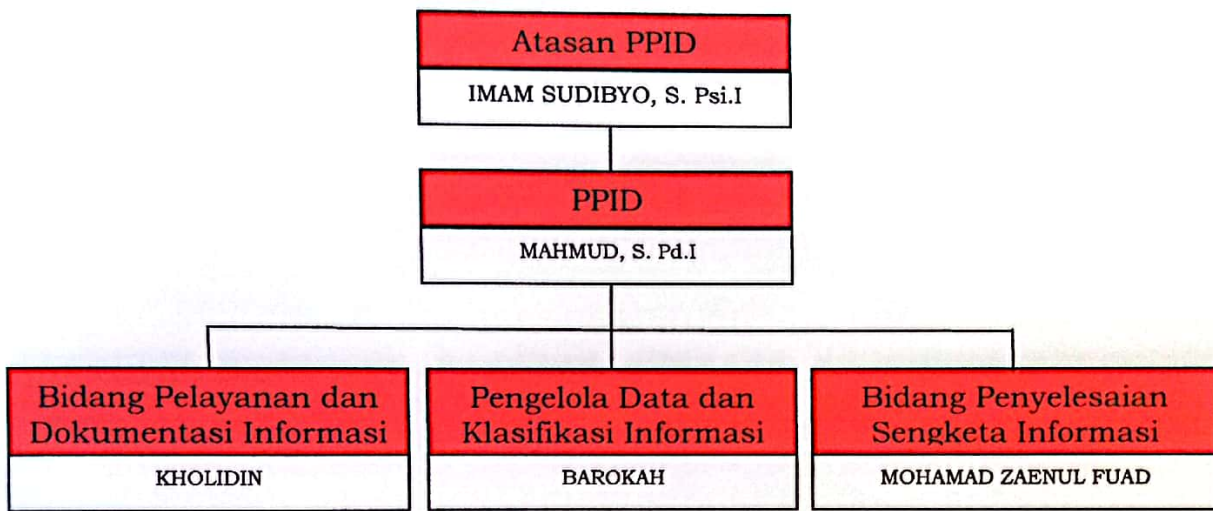 Atasan PPID
IMAM SUDIBYO, S. Psi.I
PPID
MAHMUD, S. Pd.I
Bidang Pelayanan dan
Dokumentasi Informasi
KHOLIDIN
Pengelola Data dan
Klasifikasi Informasi
BAROKAH
Bidang Penyelesaian
Sengketa Informasi
MOHAMAD ZAENUL FUAD